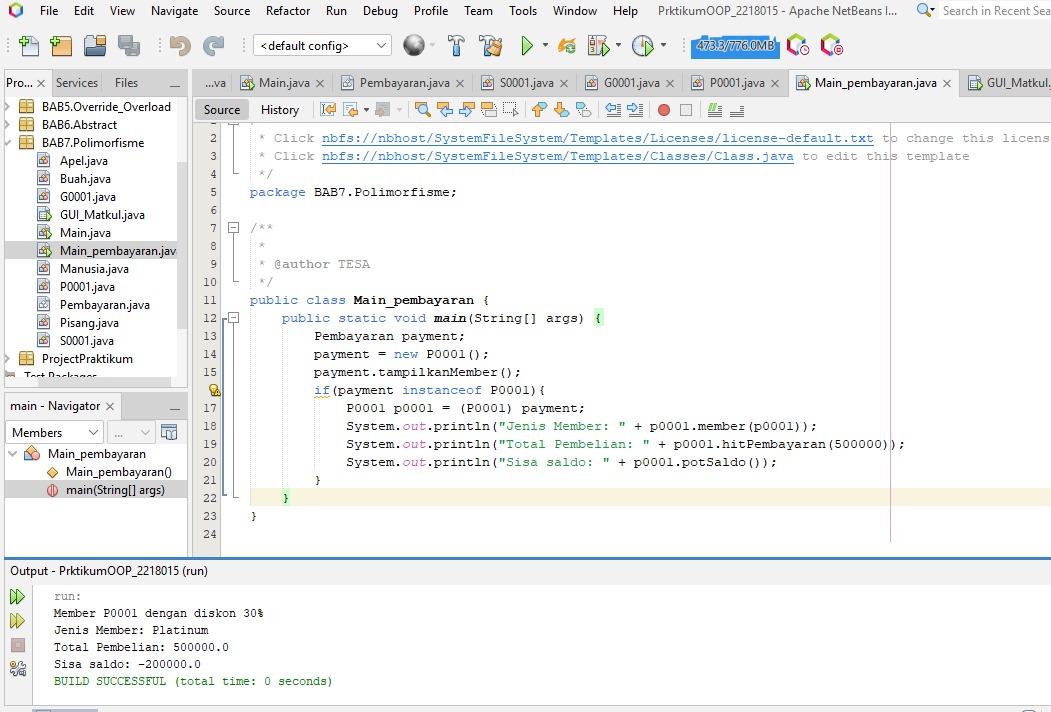 File Edit View Navigate Source Refactor Run Debug Profile Team Tools Window Help PrktikumOOP_2218015 - Apache NetBeans I... Search in Recent Sea
<default config> 473.3/776.0MB
Pro... Services Files ...va Main.java Pembayaran.java S0001.java G0001.java P0001.java Main_pembayaran.java GUI_Matkul.
Source History
BAB5.Override_Overload
BAB6.Abstract
BAB7.Polimorfisme
Apel.java
Buah.java
G0001.java
GUI_Matkul.java
Main.java
Main_pembayaran.jav
Manusia.java
P0001.java
Pembayaran.java
Pisang.java
S0001.java
ProjectPraktikum
Test Packages
main - Navigator
Members ...
Main_pembayaran
Main_pembayaran()
main(String[] args)
2 * Click nbfs://nbhost/SystemFileSystem/Templates/Licenses/license-default.txt to change this licens
3 * Click nbfs://nbhost/SystemFileSystem/Templates/Classes/Class.java to edit this template
4 */
5 package BAB7.Polimorfisme;
6
7 /**
8 *
9 * @author TESA
10 */
11 public class Main_pembayaran {
12 public static void main(String[] args) {
13 Pembayaran payment;
14 payment = new P0001();
15 payment.tampilkanMember();
if(payment instanceof P0001){
17 P0001 p0001 = (P0001) payment;
18 System.out.println("Jenis Member: " + p0001.member(p0001));
19 System.out.println("Total Pembelian: " + p0001.hitPembayaran(500000));
20 System.out.println("Sisa saldo: " + p0001.potSaldo());
21 }
22 }
23 }
24
Output - PrktikumOOP_2218015 (run)
run:
Member P0001 dengan diskon 30%
Jenis Member: Platinum
Total Pembelian: 500000.0
Sisa saldo: -200000.0
BUILD SUCCESSFUL (total time: 0 seconds)